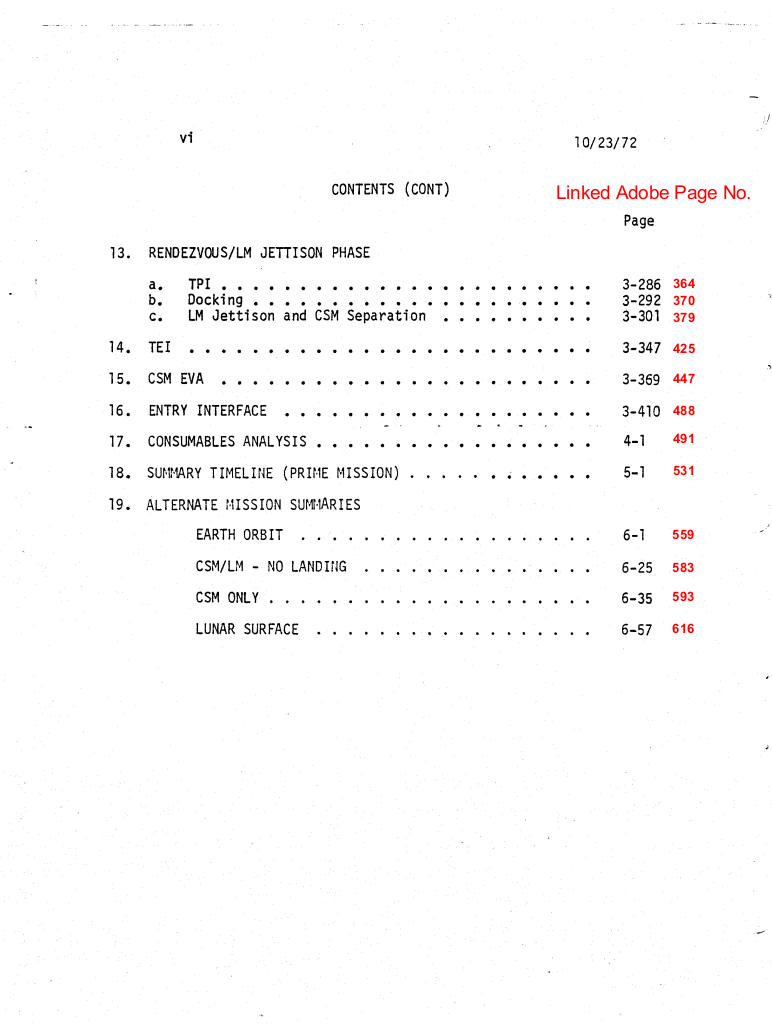 vi 10/23/72
CONTENTS (CONT) Linked Adobe Page No.
Page
13. RENDEZVOUS/LM JETTISON PHASE
a. TPI . . . . . . . . . . . . . . . . . . . . . . . . 3-286 364
b. Docking . . . . . . . . . . . . . . . . . . . . . . 3-292 370
c. LM Jettison and CSM Separation . . . . . . . . . . 3-301 379
14. TEI . . . . . . . . . . . . . . . . . . . . . . . . . . 3-347 425
15. CSM EVA . . . . . . . . . . . . . . . . . . . . . . . . 3-369 447
16. ENTRY INTERFACE . . . . . . . . . . . . . . . . . . . . 3-410 488
17. CONSUMABLES ANALYSIS . . . . . . . . . . . . . . . . . . 4-1 491
18. SUMMARY TIMELINE (PRIME MISSION) . . . . . . . . . . . . 5-1 531
19. ALTERNATE MISSION SUMMARIES
EARTH ORBIT . . . . . . . . . . . . . . . . . . . 6-1 559
CSM/LM - NO LANDING . . . . . . . . . . . . . . . 6-25 583
CSM ONLY . . . . . . . . . . . . . . . . . . . . . 6-35 593
LUNAR SURFACE . . . . . . . . . . . . . . . . . . 6-57 616